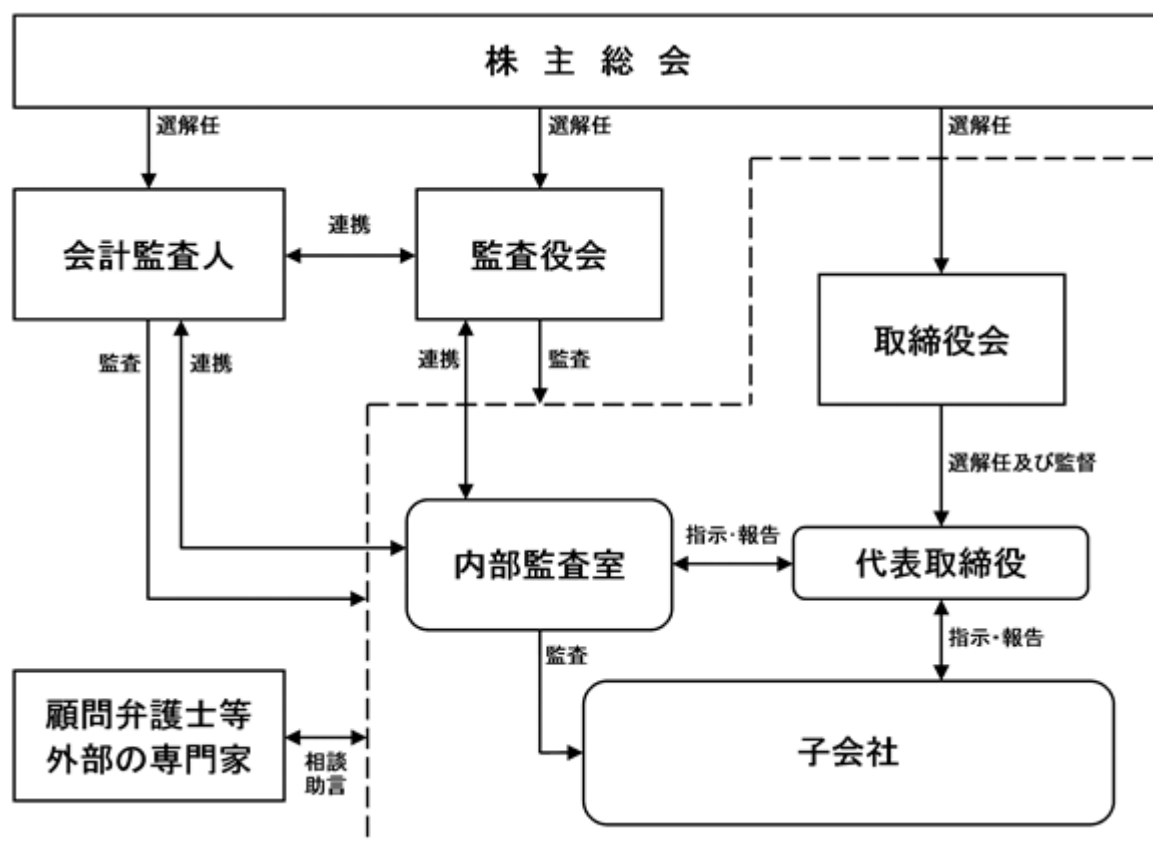 株主総会
選解任
選解任
選解任
会計監査人
連携
監査役会
取締役会
監査
連携
連携
監査
選解任及び監督
内部監査室
指示・報告
代表取締役
指示・報告
監査
顧問弁護士等
外部の専門家
相談
助言
子会社